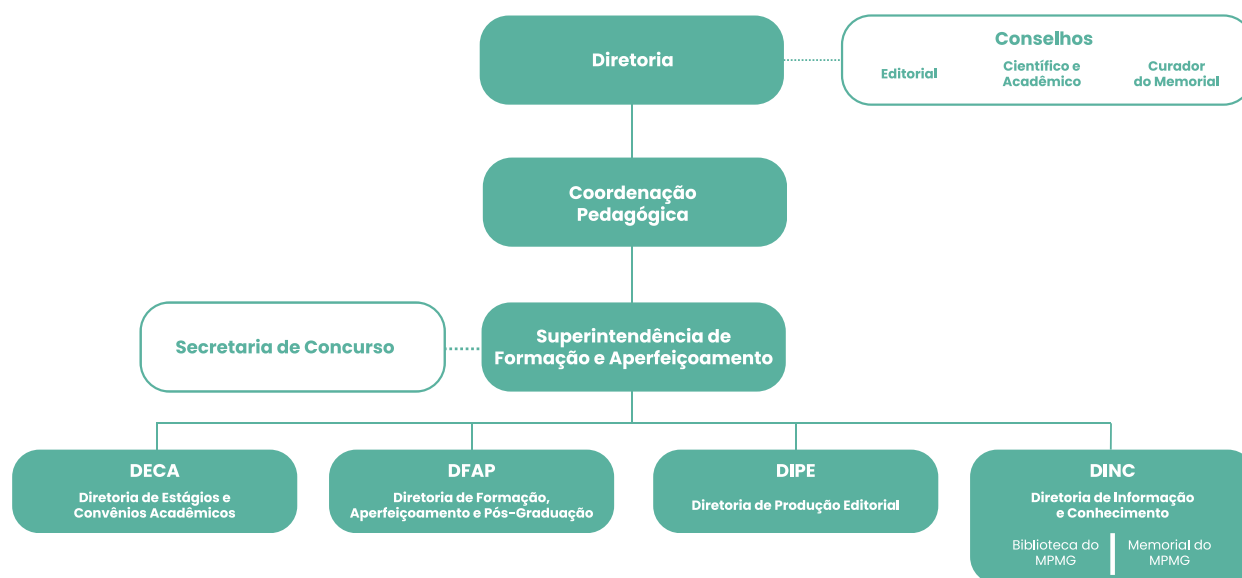 Diretoria
Conselhos
Editorial
Científico e
Acadêmico
Curador
do Memorial
Coordenação
Pedagógica
Secretaria de Concurso
Superintendência de
Formação e Aperfeiçoamento
DECA
Diretoria de Estágios e
Convênios Acadêmicos
DFAP
Diretoria de Formação,
Aperfeiçoamento e Pós-Graduação
DIPE
Diretoria de Produção Editorial
DINC
Diretoria de Informação
e Conhecimento
Biblioteca do
MPMG
Memorial do
MPMG